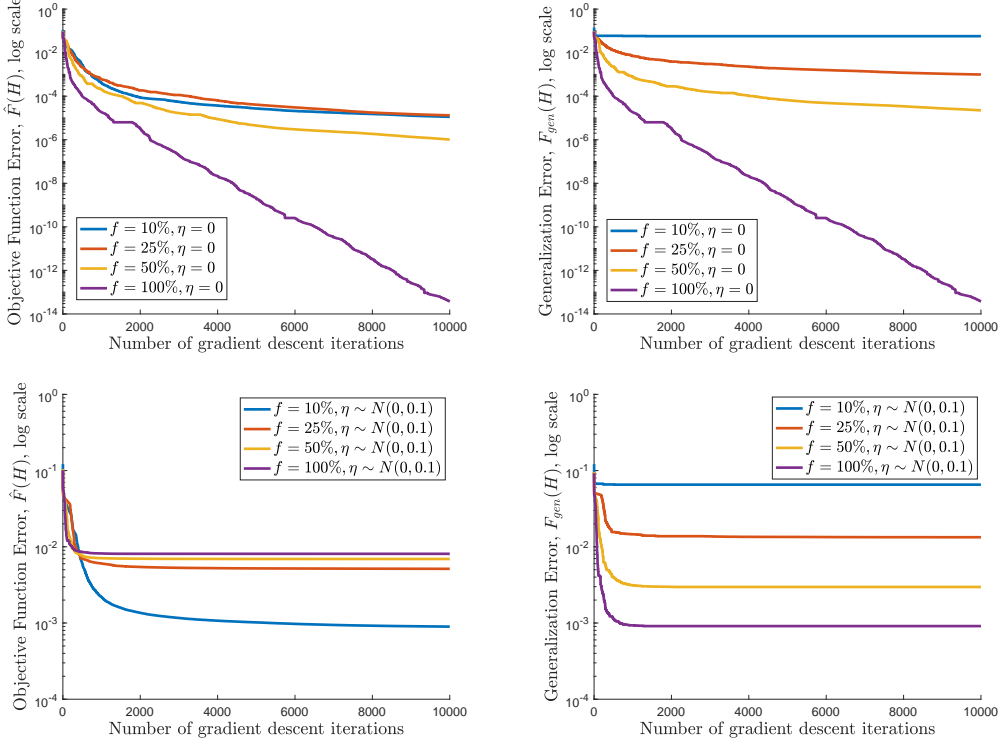 Objective Function Error, F̂(H), log scale
10^0
10^-2
10^-4
10^-6
10^-8
10^-10
10^-12
10^-14
f = 10%, η = 0
f = 25%, η = 0
f = 50%, η = 0
f = 100%, η = 0
0 2000 4000 6000 8000 10000
Number of gradient descent iterations
Generalization Error, F_gen(H), log scale
10^0
10^-2
10^-4
10^-6
10^-8
10^-10
10^-12
10^-14
f = 10%, η = 0
f = 25%, η = 0
f = 50%, η = 0
f = 100%, η = 0
0 2000 4000 6000 8000 10000
Number of gradient descent iterations
Objective Function Error, F̂(H), log scale
10^0
10^-1
10^-2
10^-3
10^-4
f = 10%, η ∼ N(0, 0.1)
f = 25%, η ∼ N(0, 0.1)
f = 50%, η ∼ N(0, 0.1)
f = 100%, η ∼ N(0, 0.1)
0 2000 4000 6000 8000 10000
Number of gradient descent iterations
Generalization Error, F_gen(H), log scale
10^0
10^-1
10^-2
10^-3
10^-4
f = 10%, η ∼ N(0, 0.1)
f = 25%, η ∼ N(0, 0.1)
f = 50%, η ∼ N(0, 0.1)
f = 100%, η ∼ N(0, 0.1)
0 2000 4000 6000 8000 10000
Number of gradient descent iterations